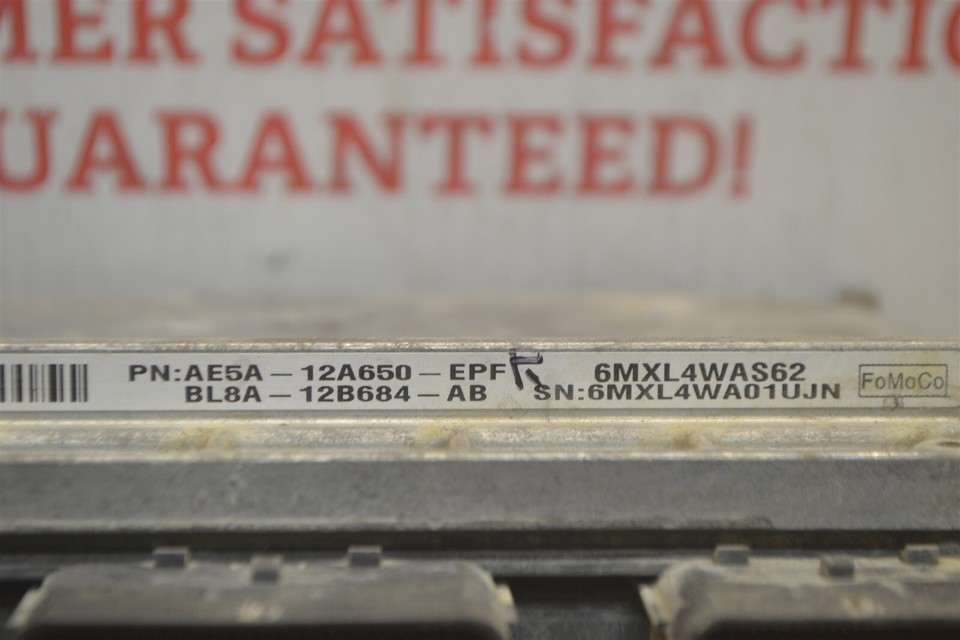 MER SATISFACTIO
UARANTEED!
PN:AE5A-12A650-EPF 6MXL4WAS62
BL8A-12B684-AB SN:6MXL4WA01UJN
FoMoCo